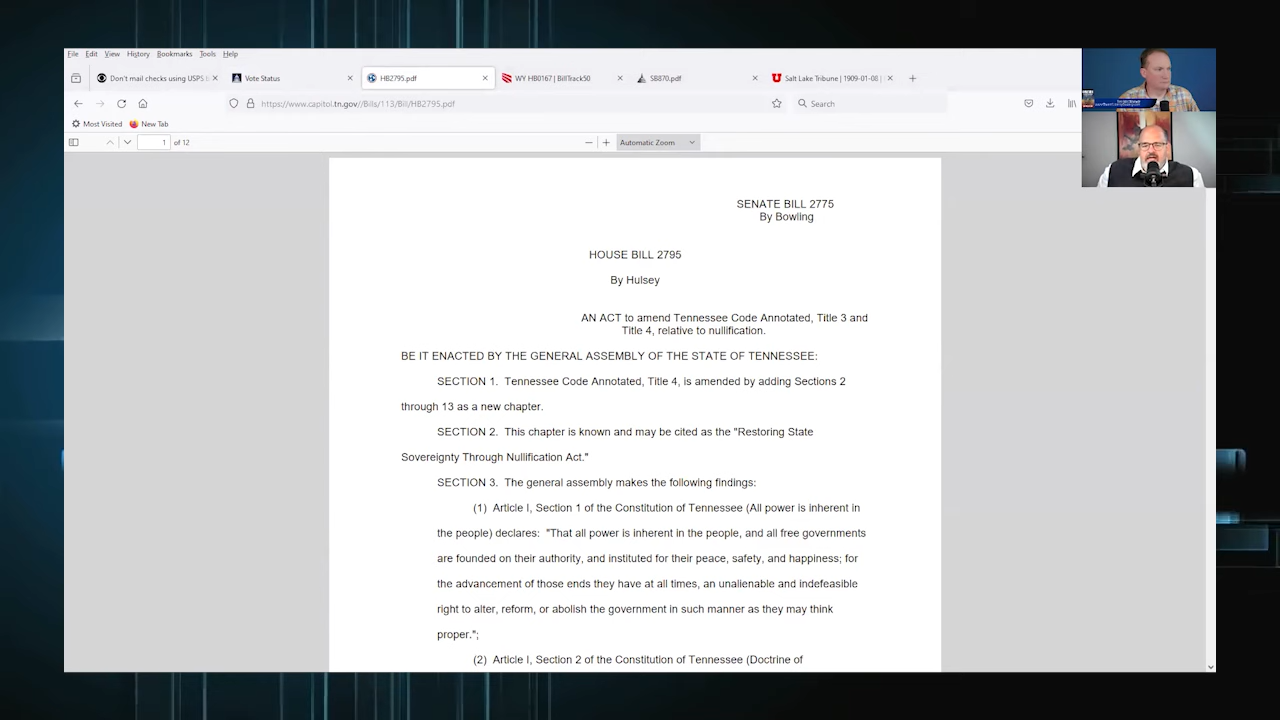 File Edit View History Bookmarks Tools Help
Don't mail checks using USPS
Vote Status
HB2795.pdf
WY HB0167 | BillTrack50
SB870.pdf
Salt Lake Tribune | 1909-01-08 |
https://www.capitol.tn.gov//Bills/113/Bill/HB2795.pdf
Search
Most Visited
New Tab
1 of 12
Automatic Zoom
SENATE BILL 2775
By Bowling
HOUSE BILL 2795
By Hulsey
AN ACT to amend Tennessee Code Annotated, Title 3 and
Title 4, relative to nullification.
BE IT ENACTED BY THE GENERAL ASSEMBLY OF THE STATE OF TENNESSEE:
SECTION 1. Tennessee Code Annotated, Title 4, is amended by adding Sections 2
through 13 as a new chapter.
SECTION 2. This chapter is known and may be cited as the "Restoring State
Sovereignty Through Nullification Act."
SECTION 3. The general assembly makes the following findings:
(1) Article I, Section 1 of the Constitution of Tennessee (All power is inherent in
the people) declares: "That all power is inherent in the people, and all free governments
are founded on their authority, and instituted for their peace, safety, and happiness; for
the advancement of those ends they have at all times, an unalienable and indefeasible
right to alter, reform, or abolish the government in such manner as they may think
proper.";
(2) Article I, Section 2 of the Constitution of Tennessee (Doctrine of